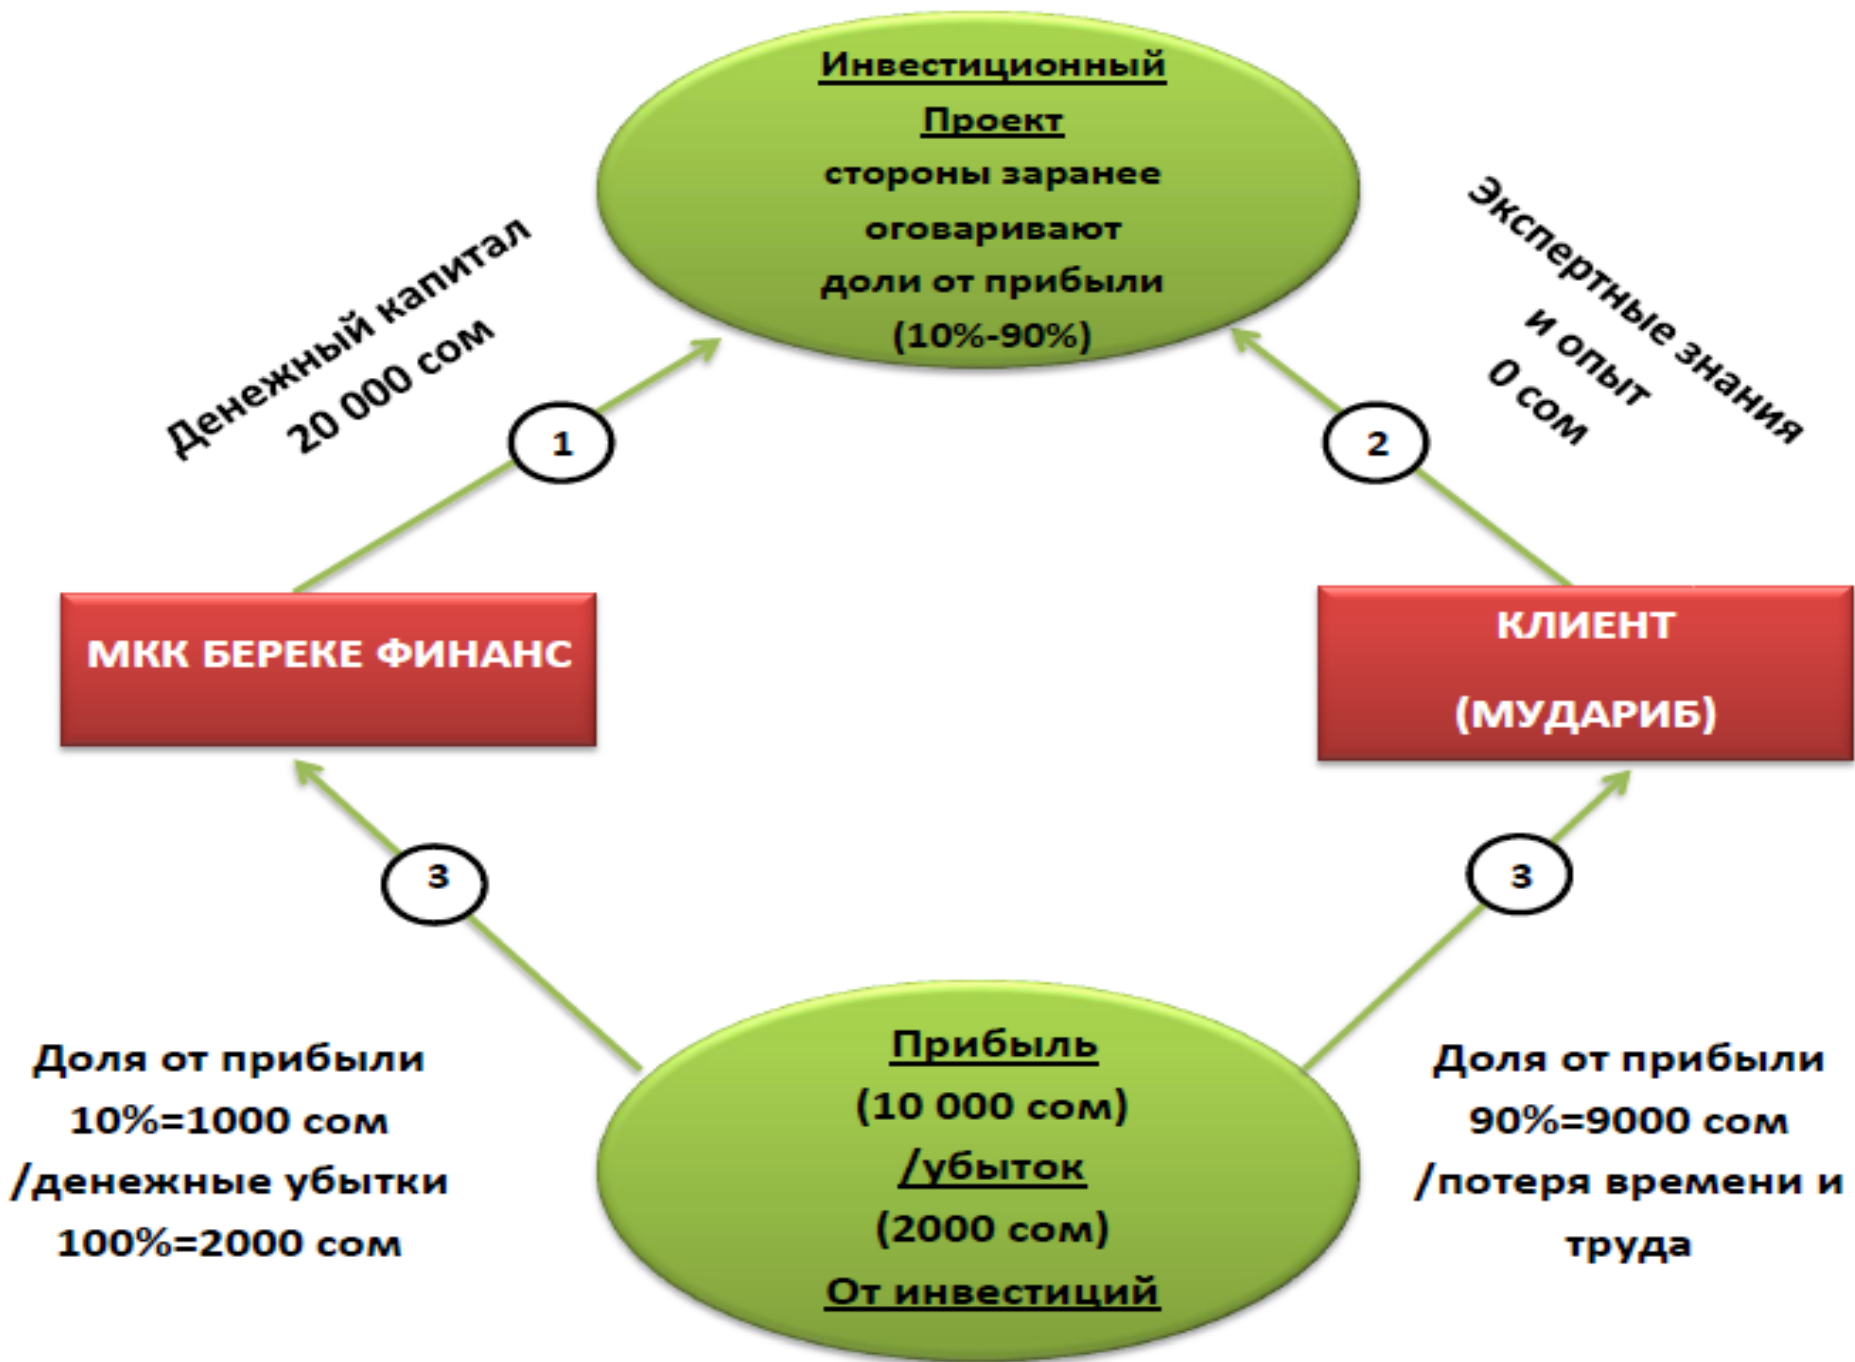 Инвестиционный
Проект
стороны заранее
оговаривают
доли от прибыли
(10%-90%)
Денежный капитал
20 000 сом
Экспертные знания
и опыт
0 сом
1
2
МКК БЕРЕКЕ ФИНАНС
КЛИЕНТ
(МУДАРИБ)
3
3
Доля от прибыли
10%=1000 сом
/денежные убытки
100%=2000 сом
Прибыль
(10 000 сом)
/убыток
(2000 сом)
От инвестиций
Доля от прибыли
90%=9000 сом
/потеря времени и
труда